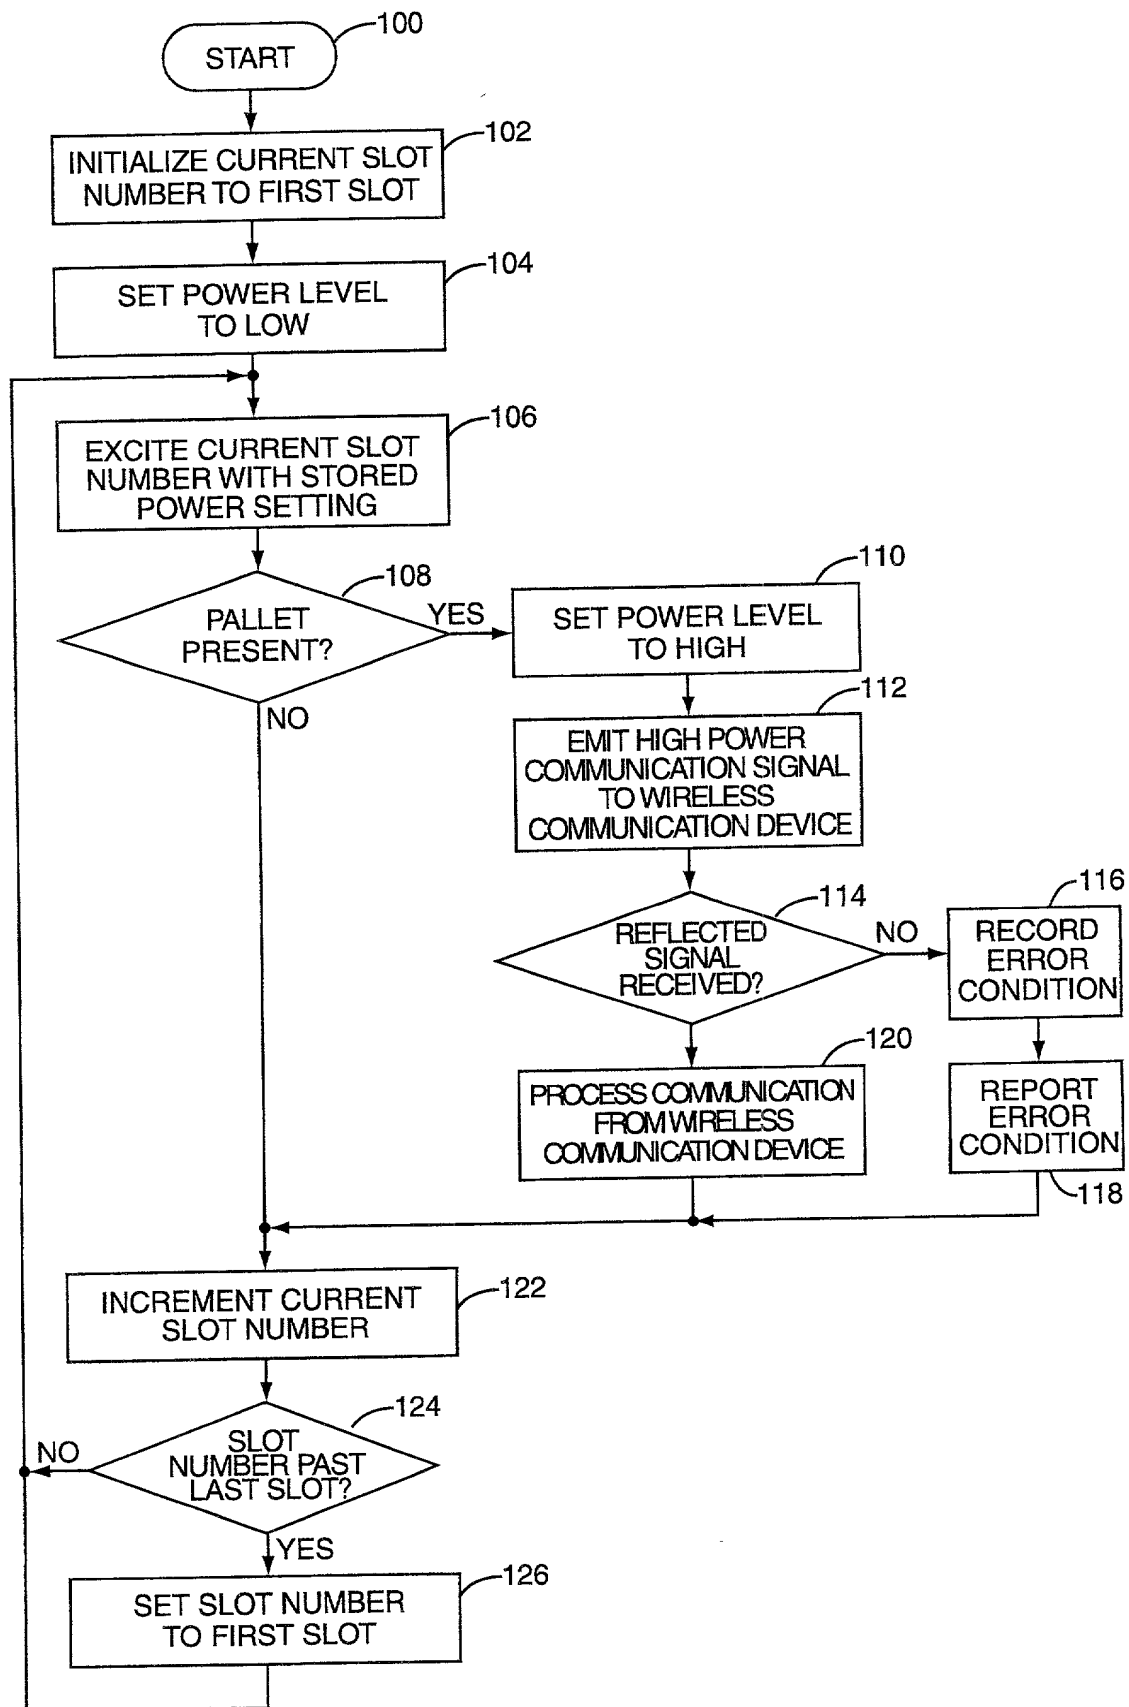 100
START
102
INITIALIZE CURRENT SLOT
NUMBER TO FIRST SLOT
104
SET POWER LEVEL
TO LOW
106
EXCITE CURRENT SLOT
NUMBER WITH STORED
POWER SETTING
108
PALLET
PRESENT?
YES
NO
110
SET POWER LEVEL
TO HIGH
112
EMIT HIGH POWER
COMMUNICATION SIGNAL
TO WIRELESS
COMMUNICATION DEVICE
114
REFLECTED
SIGNAL
RECEIVED?
NO
116
RECORD
ERROR
CONDITION
120
PROCESS COMMUNICATION
FROM WIRELESS
COMMUNICATION DEVICE
REPORT
ERROR
CONDITION
118
INCREMENT CURRENT
SLOT NUMBER
122
124
SLOT
NUMBER PAST
LAST SLOT?
NO
YES
126
SET SLOT NUMBER
TO FIRST SLOT